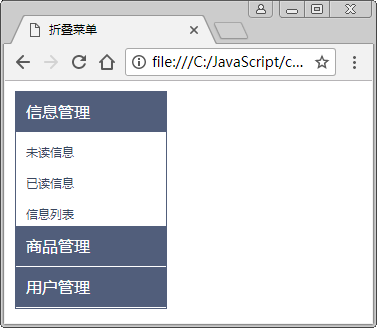 折叠菜单
file:///C:/JavaScript/c...
信息管理
未读信息
已读信息
信息列表
商品管理
用户管理